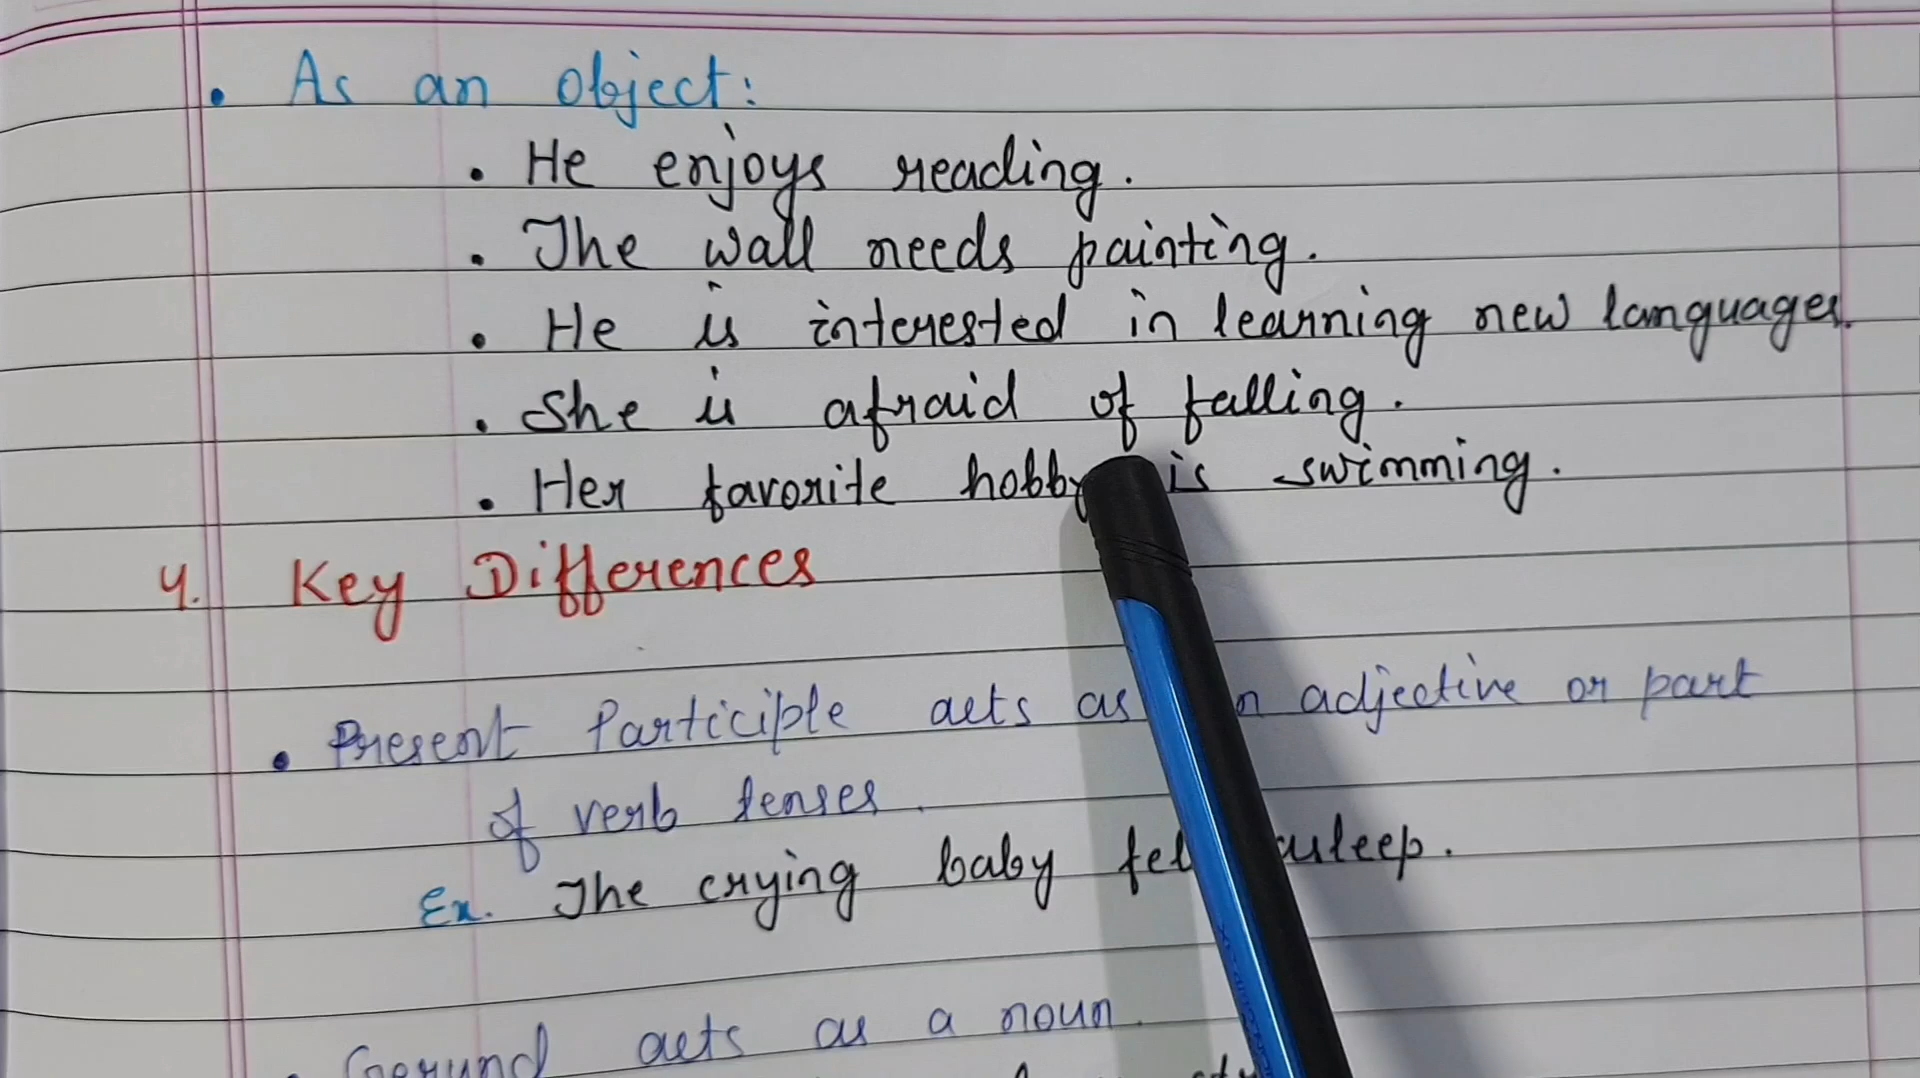 • As an object:
• He enjoys reading.
• The wall needs painting.
• He is interested in learning new languages.
• She is afraid of falling.
• Her favorite hobby is swimming.
4. Key Differences
• Present Participle acts as adjective or part
of verb tenses.
Ex. The crying baby asleep.
• Gerund acts as a noun.